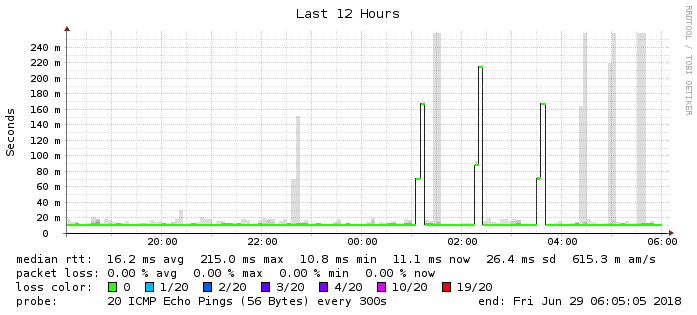 Last 12 Hours
RRDTOOL / TOBI OETIKER
Seconds
240 m
220 m
200 m
180 m
160 m
140 m
120 m
100 m
80 m
60 m
40 m
20 m
0
20:00 22:00 00:00 02:00 04:00 06:00
median rtt: 16.2 ms avg 215.0 ms max 10.8 ms min 11.1 ms now 26.4 ms sd 615.3 m am/s
packet loss: 0.00 % avg 0.00 % max 0.00 % min 0.00 % now
loss color: 0 1/20 2/20 3/20 4/20 10/20 19/20
probe: 20 ICMP Echo Pings (56 Bytes) every 300s end: Fri Jun 29 06:05:05 2018